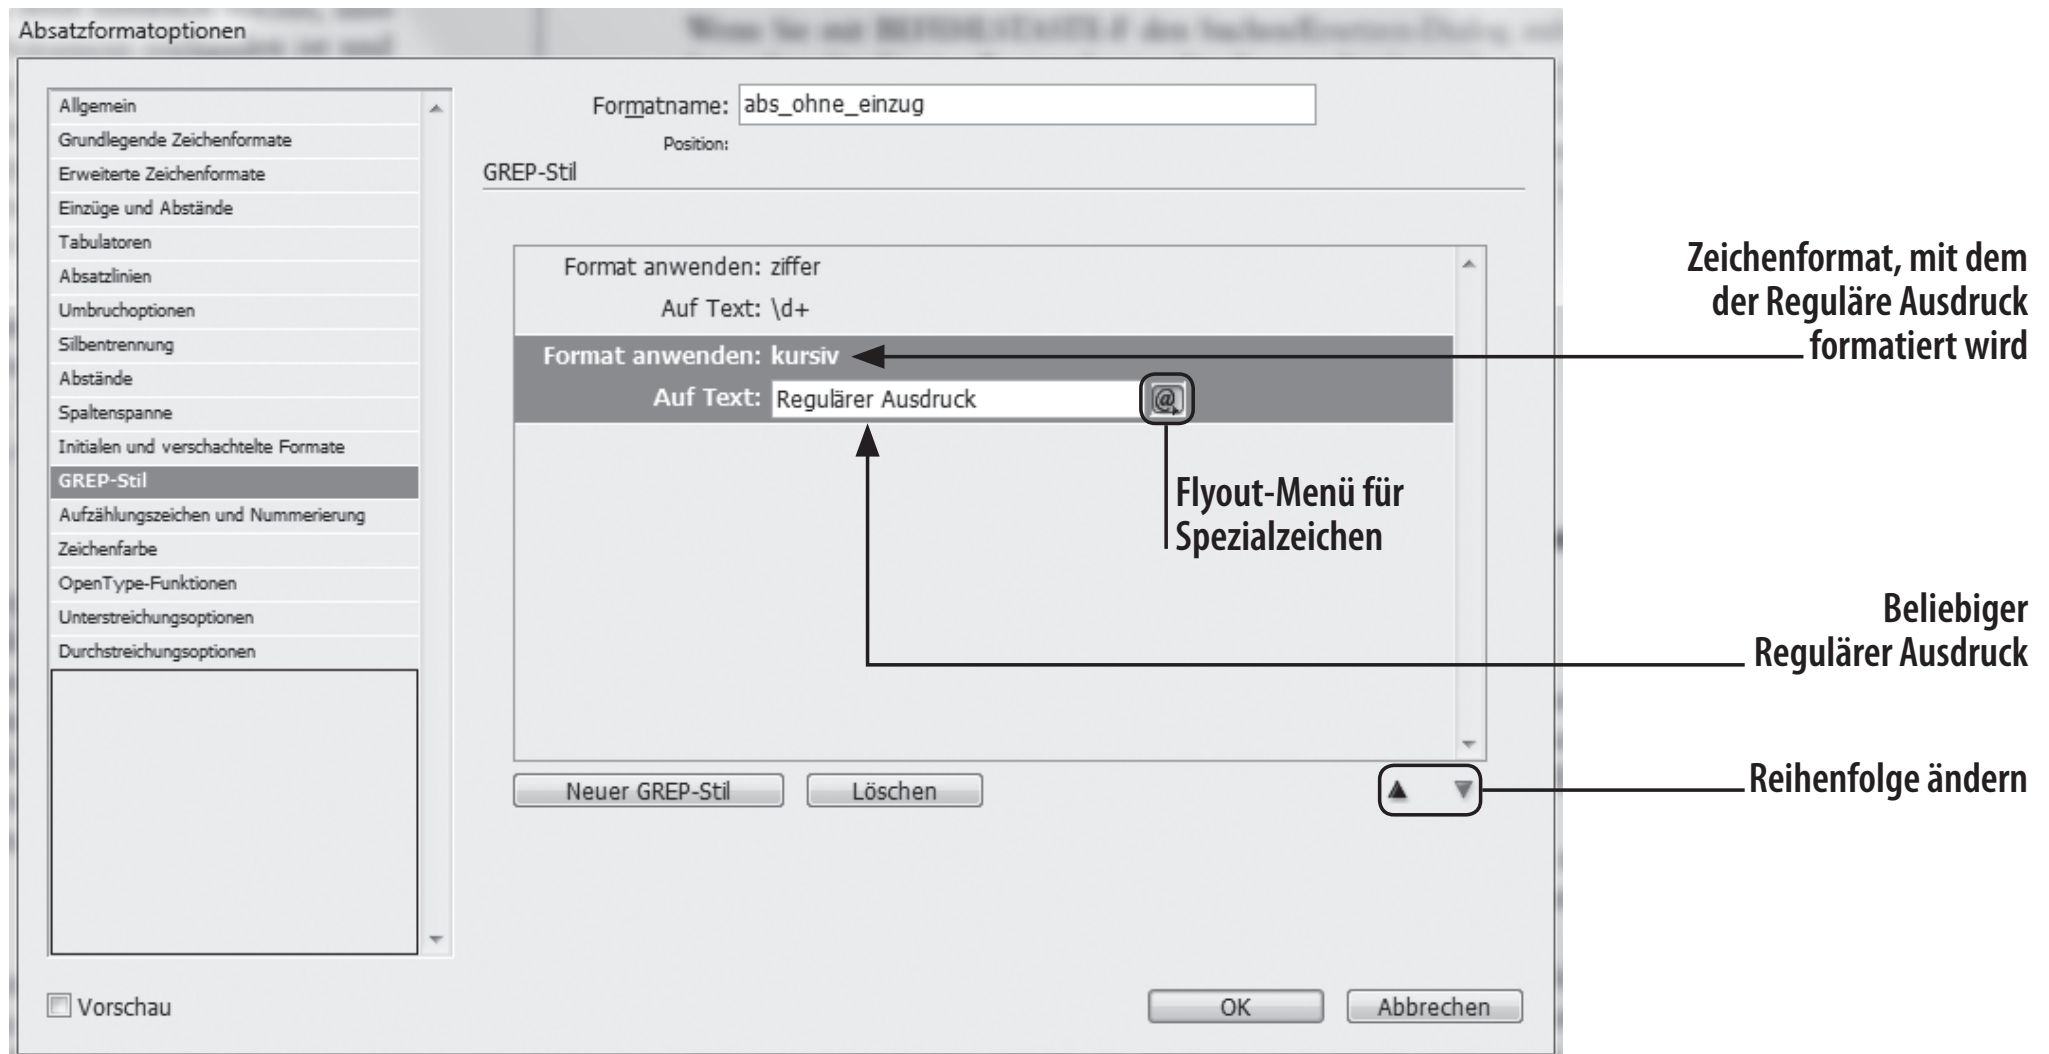 Absatzformatoptionen
Allgemein
Grundlegende Zeichenformate
Erweiterte Zeichenformate
Einzüge und Abstände
Tabulatoren
Absatzlinien
Umbruchoptionen
Silbentrennung
Abstände
Spaltenspanne
Initialen und verschachtelte Formate
GREP-Stil
Aufzählungszeichen und Nummerierung
Zeichenfarbe
OpenType-Funktionen
Unterstreichungsoptionen
Durchstreichungsoptionen
Vorschau
Formatname: abs_ohne_einzug
Position:
GREP-Stil
Format anwenden: ziffer
Auf Text: \d+
Format anwenden: kursiv
Auf Text: Regulärer Ausdruck
@
Flyout-Menü für
Spezialzeichen
Neuer GREP-Stil
Löschen
OK
Abbrechen
Zeichenformat, mit dem
der Reguläre Ausdruck
formatiert wird
Beliebiger
Regulärer Ausdruck
Reihenfolge ändern